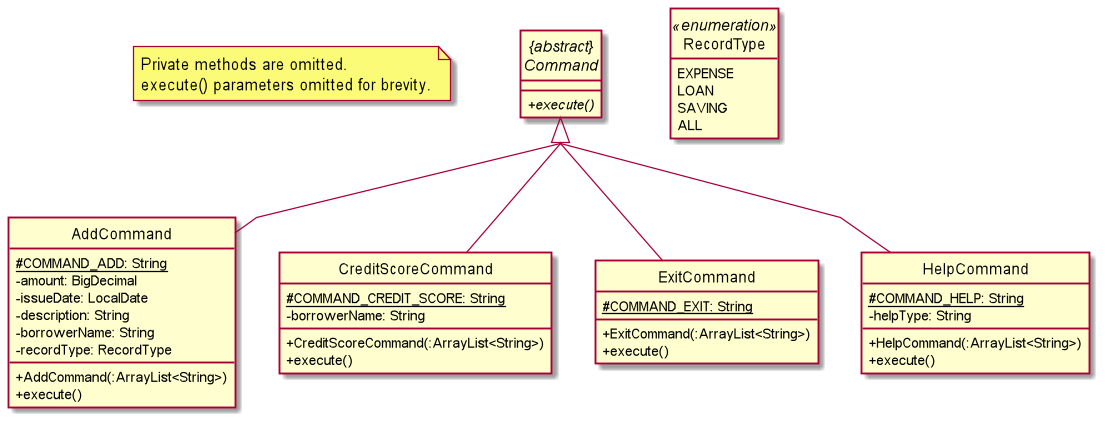 Private methods are omitted.
execute() parameters omitted for brevity.
{abstract}
Command
+execute()
«enumeration»
RecordType
EXPENSE
LOAN
SAVING
ALL
AddCommand
#COMMAND_ADD: String
-amount: BigDecimal
-issueDate: LocalDate
-description: String
-borrowerName: String
-recordType: RecordType
+AddCommand(:ArrayList<String>)
+execute()
CreditScoreCommand
#COMMAND_CREDIT_SCORE: String
-borrowerName: String
+CreditScoreCommand(:ArrayList<String>)
+execute()
ExitCommand
#COMMAND_EXIT: String
+ExitCommand(:ArrayList<String>)
+execute()
HelpCommand
#COMMAND_HELP: String
-helpType: String
+HelpCommand(:ArrayList<String>)
+execute()